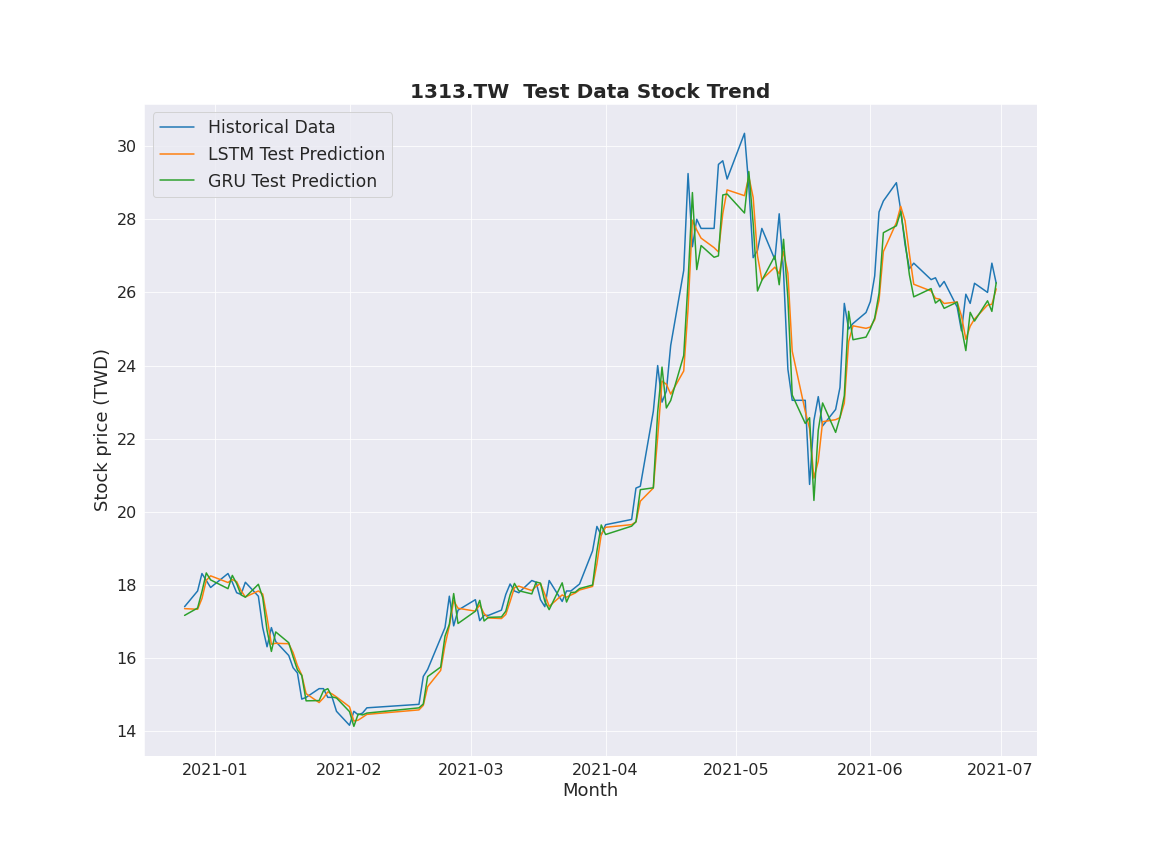 1313.TW  Test Data Stock Trend
Historical Data
LSTM Test Prediction
GRU Test Prediction
Stock price (TWD)
30
28
26
24
22
20
18
16
14
2021-01 2021-02 2021-03 2021-04 2021-05 2021-06 2021-07
Month